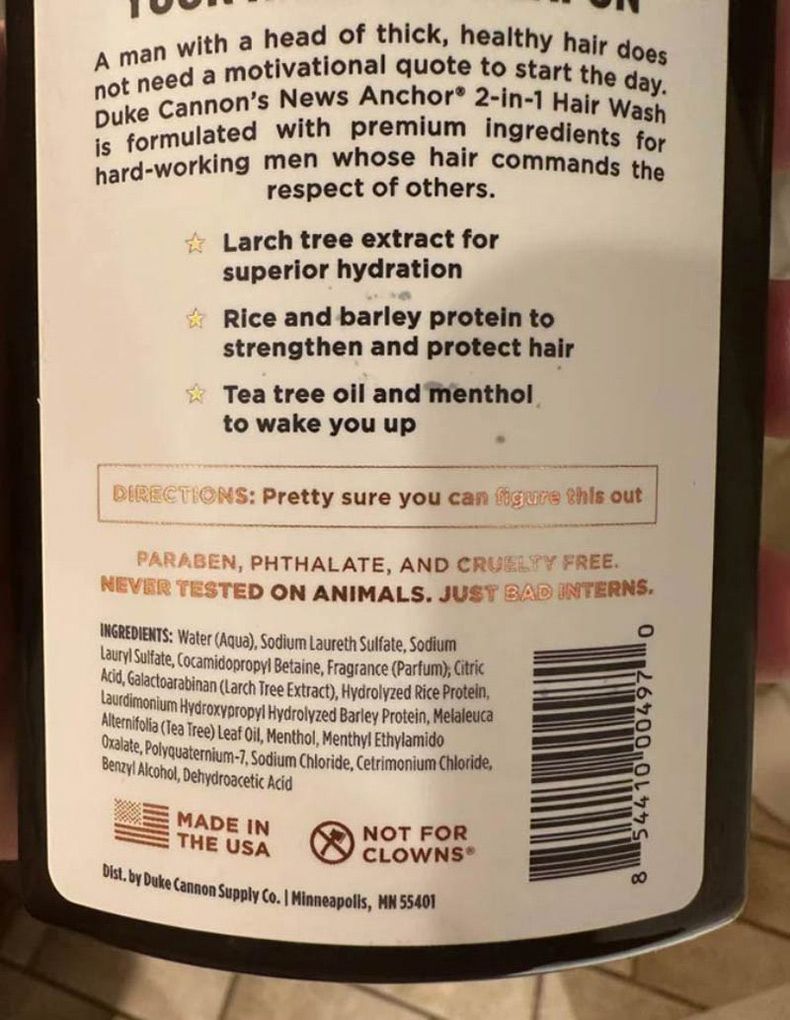 YOUR
A man with a head of thick, healthy hair does
not need a motivational quote to start the day.
Duke Cannon's News Anchor® 2-in-1 Hair Wash
is formulated with premium ingredients for
hard-working men whose hair commands the
respect of others.
Larch tree extract for
superior hydration
Rice and barley protein to
strengthen and protect hair
Tea tree oil and menthol
to wake you up
DIRECTIONS: Pretty sure you can figure this out
PARABEN, PHTHALATE, AND CRUELTY FREE.
NEVER TESTED ON ANIMALS. JUST BAD INTERNS.
INGREDIENTS: Water (Aqua), Sodium Laureth Sulfate, Sodium
Lauryl Sulfate, Cocamidopropyl Betaine, Fragrance (Parfum), Citric
Acid, Galactoarabinan (Larch Tree Extract), Hydrolyzed Rice Protein,
Laurdimonium Hydroxypropyl Hydrolyzed Barley Protein, Melaleuca
Alternifolia (Tea Tree) Leaf Oil, Menthol, Menthyl Ethylamido
Oxalate, Polyquaternium-7, Sodium Chloride, Cetrimonium Chloride,
Benzyl Alcohol, Dehydroacetic Acid
8 54410 00497 0
MADE IN
THE USA
NOT FOR
CLOWNS®
Dist. by Duke Cannon Supply Co. | Minneapolis, MN 55401